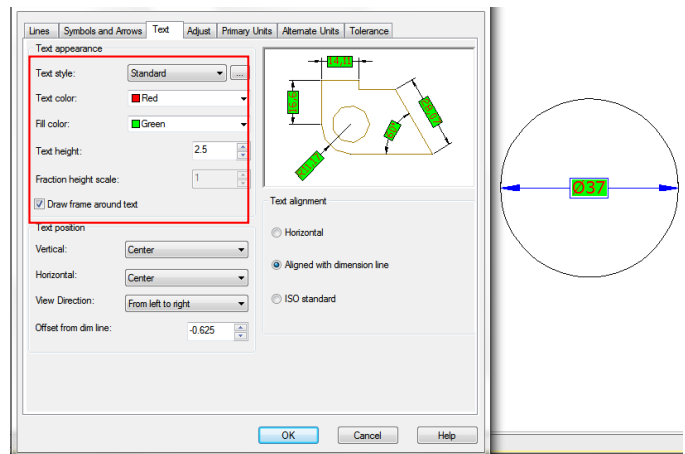 Lines Symbols and Arrows Text Adjust Primary Units Alternate Units Tolerance
Text appearance
Text style: Standard ...
Text color: Red
Fill color: Green
Text height: 2.5
Fraction height scale: 1
Draw frame around text
Text position
Vertical: Center
Horizontal: Center
View Direction: From left to right
Offset from dim line: -0.625
14,11
Text alignment
Horizontal
Aligned with dimension line
ISO standard
Ø37
OK Cancel Help